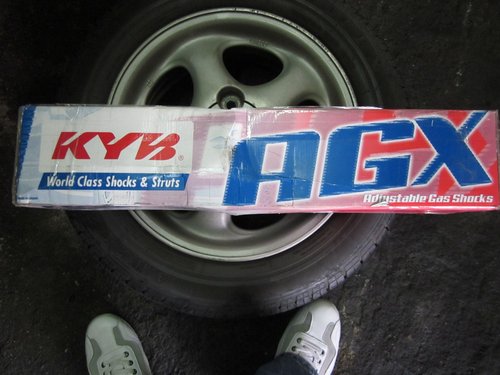 KYB®
World Class Shocks & Struts
AGX
Adjustable Gas Shocks